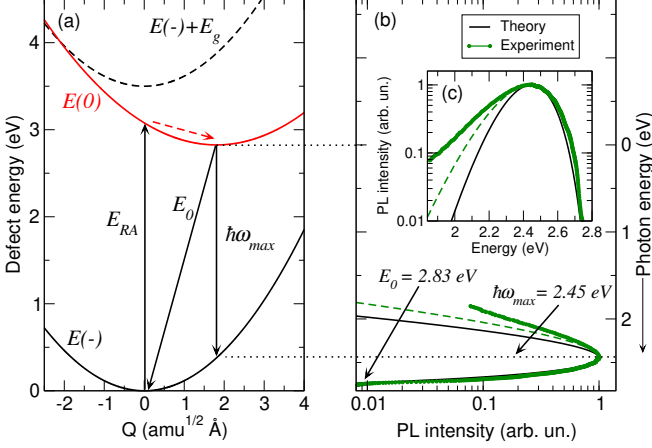 (a)
E(-)+E_g
E(0)
E_RA
E_0
ħω_max
E(-)
Defect energy (eV)
0
1
2
3
4
-2
-1
0
1
2
3
4
Q (amu^1/2 Å)
(b)
Theory
Experiment
(c)
PL intensity (arb. un.)
1
0.1
0.01
2
2.2
2.4
2.6
2.8
Energy (eV)
E_0 = 2.83 eV
ħω_max = 2.45 eV
0
1
2
Photon energy (eV)
0.01
0.1
1
PL intensity (arb. un.)